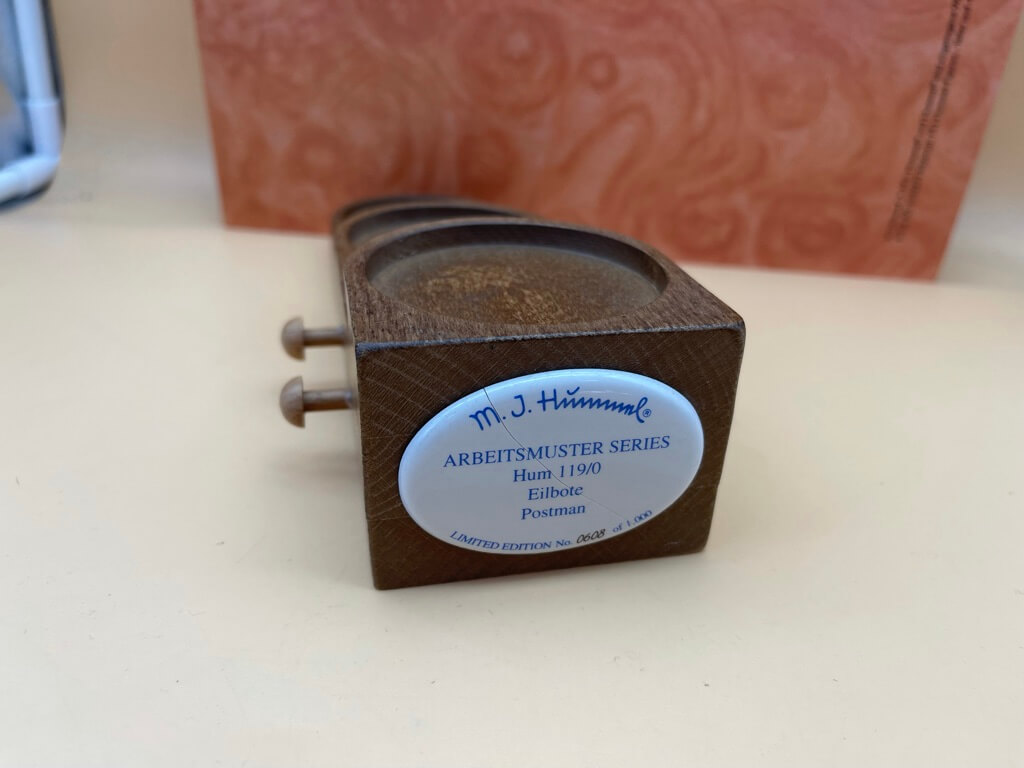 M. J. Hummel®
ARBEITSMUSTER SERIES
Hum 119/0
Eilbote
Postman
LIMITED EDITION No. 0608 of 1.000